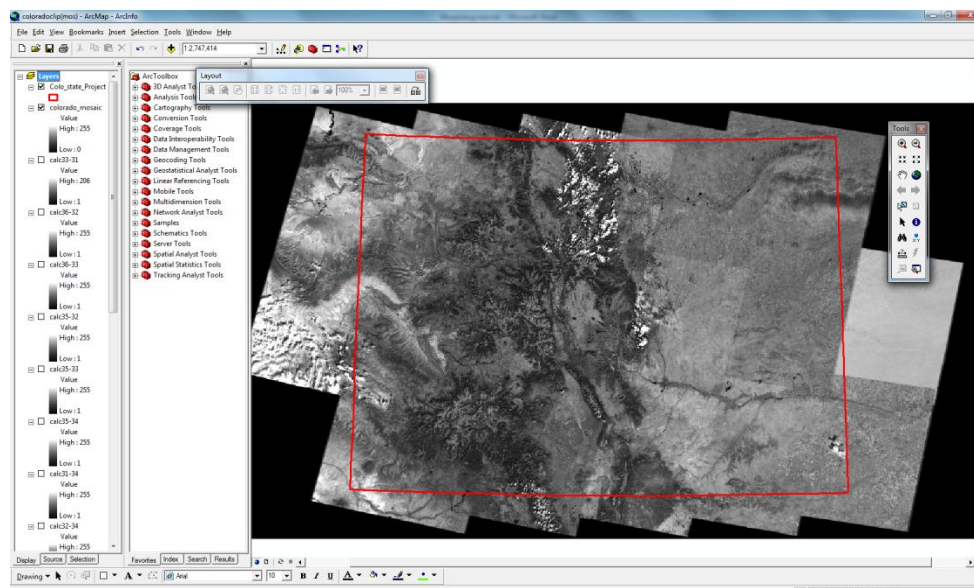 coloradoclip(mos) - ArcMap - ArcInfo
File Edit View Bookmarks Insert Selection Tools Window Help
1:2,747,414
Layers
Colo_state_Project
colorado_mosaic
Value
High : 255
Low : 0
calc33-31
Value
High : 206
Low : 1
calc36-32
Value
High : 255
Low : 1
calc36-33
Value
High : 255
Low : 1
calc35-32
Value
High : 255
Low : 1
calc35-33
Value
High : 255
Low : 1
calc35-34
Value
High : 255
Low : 1
calc31-34
Value
High : 255
Low : 1
calc32-34
Value
High : 255
Display Source Selection
ArcToolbox
3D Analyst To
Analysis Tool
Cartography Tools
Conversion Tools
Coverage Tools
Data Interoperability Tools
Data Management Tools
Geocoding Tools
Geostatistical Analyst Tools
Linear Referencing Tools
Mobile Tools
Multidimension Tools
Network Analyst Tools
Samples
Schematics Tools
Server Tools
Spatial Analyst Tools
Spatial Statistics Tools
Tracking Analyst Tools
Favorites Index Search Results
Layout
100%
Tools
XY
Drawing
A
Arial
10
B I U A